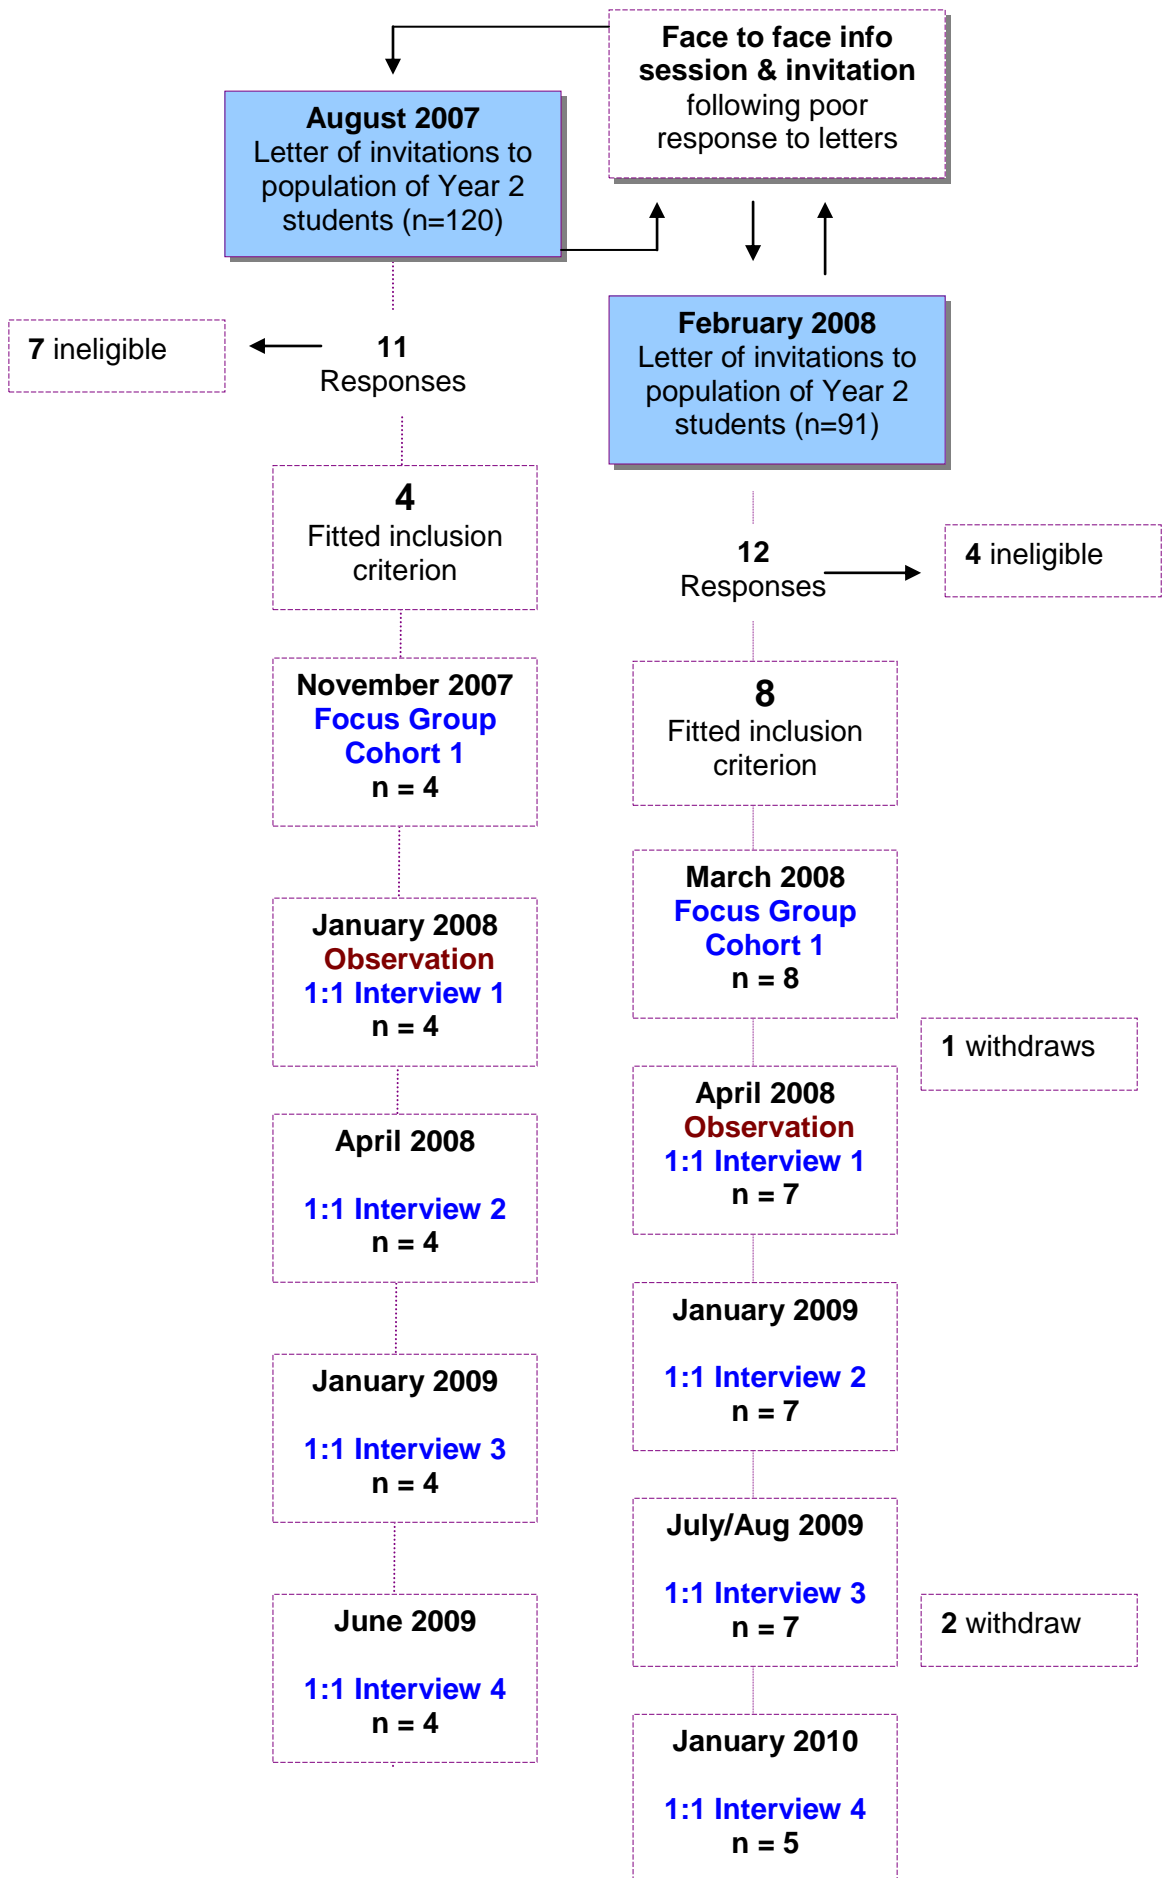 Face to face info
session & invitation
following poor
response to letters
August 2007
Letter of invitations to
population of Year 2
students (n=120)
7 ineligible
11
Responses
4
Fitted inclusion
criterion
November 2007
Focus Group
Cohort 1
n = 4
January 2008
Observation
1:1 Interview 1
n = 4
April 2008
1:1 Interview 2
n = 4
January 2009
1:1 Interview 3
n = 4
June 2009
1:1 Interview 4
n = 4
February 2008
Letter of invitations to
population of Year 2
students (n=91)
12
Responses
4 ineligible
8
Fitted inclusion
criterion
March 2008
Focus Group
Cohort 1
n = 8
1 withdraws
April 2008
Observation
1:1 Interview 1
n = 7
January 2009
1:1 Interview 2
n = 7
July/Aug 2009
1:1 Interview 3
n = 7
2 withdraw
January 2010
1:1 Interview 4
n = 5